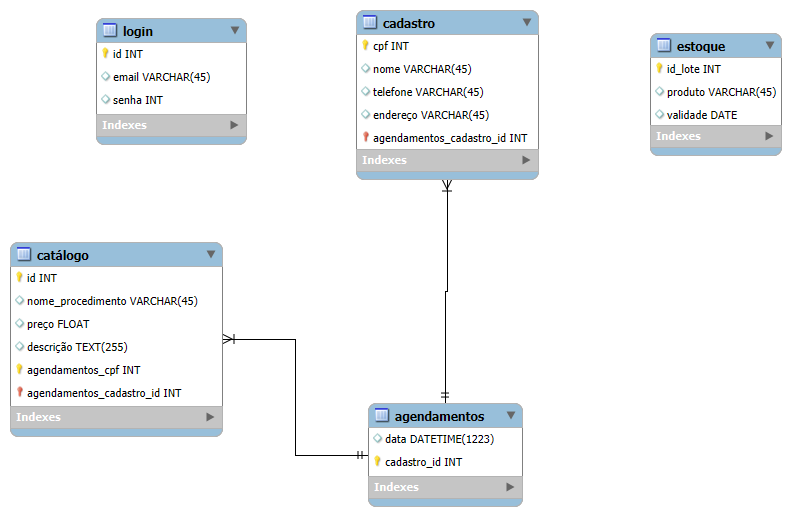 login
id INT
email VARCHAR(45)
senha INT
Indexes
cadastro
cpf INT
nome VARCHAR(45)
telefone VARCHAR(45)
endereço VARCHAR(45)
agendamentos_cadastro_id INT
Indexes
estoque
id_lote INT
produto VARCHAR(45)
validade DATE
Indexes
catálogo
id INT
nome_procedimento VARCHAR(45)
preço FLOAT
descrição TEXT(255)
agendamentos_cpf INT
agendamentos_cadastro_id INT
Indexes
agendamentos
data DATETIME(1223)
cadastro_id INT
Indexes